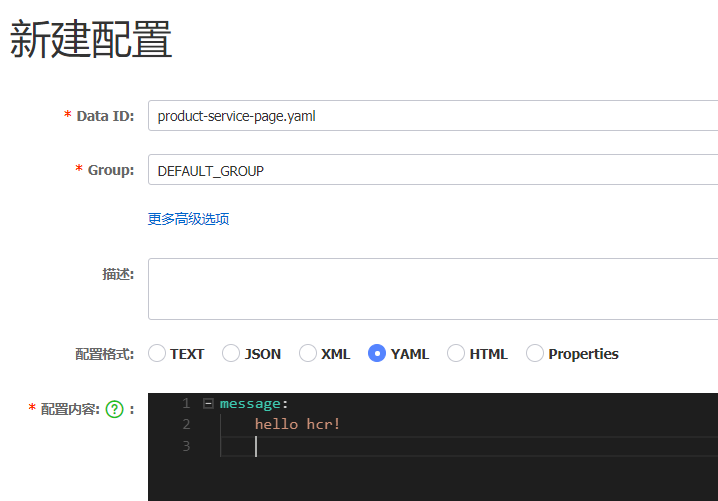 新建配置
* Data ID: product-service-page.yaml
* Group: DEFAULT_GROUP
更多高级选项
描述:
配置格式: TEXT JSON XML YAML HTML Properties
* 配置内容: ? : 1 message:
2 hello hcr!
3